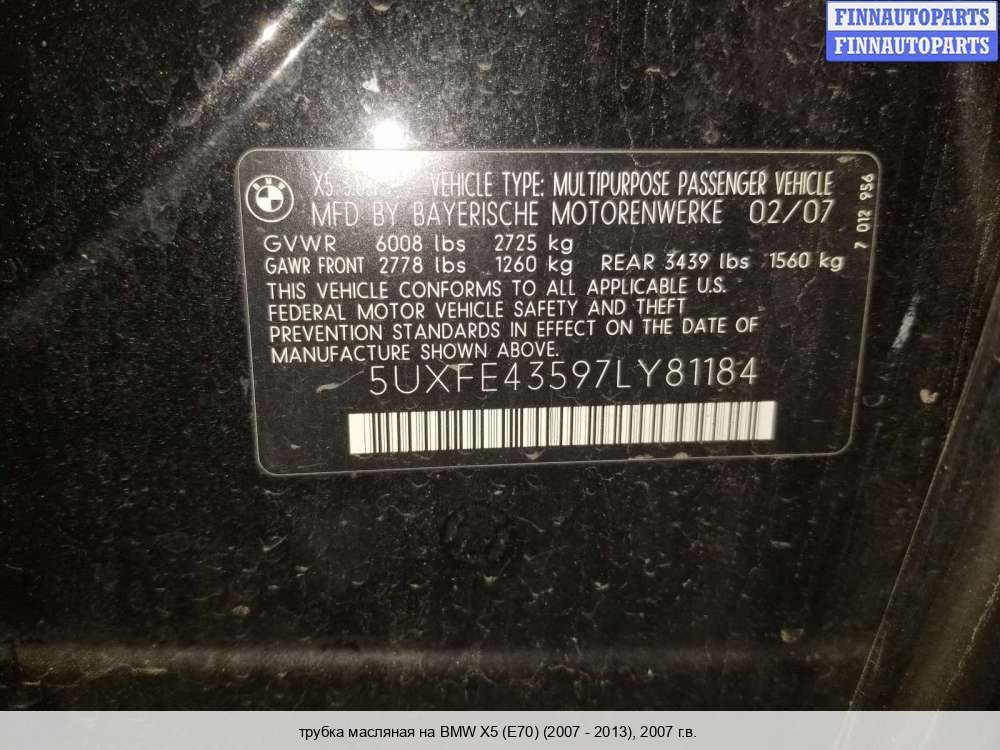 FINNAUTOPARTS
FINNAUTOPARTS
BMW
X5 VEHICLE TYPE: MULTIPURPOSE PASSENGER VEHICLE
MFD BY BAYERISCHE MOTORENWERKE 02/07
7 012 956
GVWR 6008 lbs 2725 kg
GAWR FRONT 2778 lbs 1260 kg REAR 3439 lbs 1560 kg
THIS VEHICLE CONFORMS TO ALL APPLICABLE U.S.
FEDERAL MOTOR VEHICLE SAFETY AND THEFT
PREVENTION STANDARDS IN EFFECT ON THE DATE OF
MANUFACTURE SHOWN ABOVE.
5UXFE43597LY81184
трубка масляная на BMW X5 (E70) (2007 - 2013), 2007 г.в.